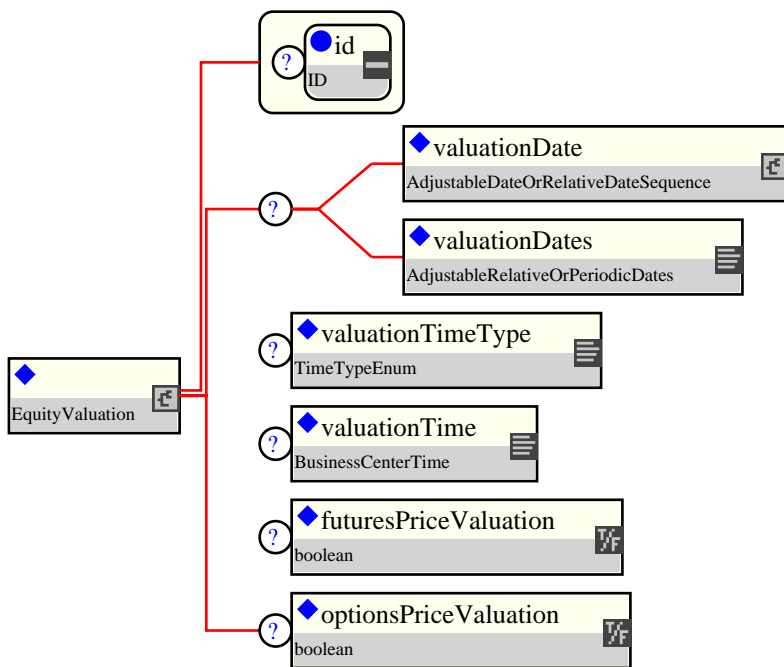 id
?
ID
valuationDate
AdjustableDateOrRelativeDateSequence
?
valuationDates
AdjustableRelativeOrPeriodicDates
valuationTimeType
?
TimeTypeEnum
EquityValuation
valuationTime
?
BusinessCenterTime
futuresPriceValuation
?
T/F
boolean
optionsPriceValuation
?
T/F
boolean